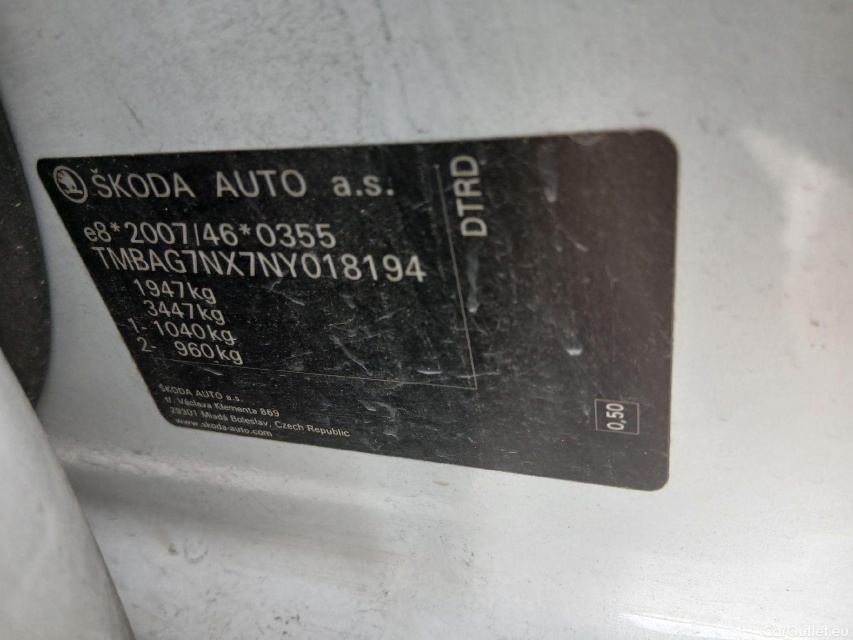 ŠKODA AUTO a.s.
DTRD
e8*2007/46*0355
TMBAG7NX7NY018194
1947kg
3447kg
1- 1040kg
2- 960kg
ŠKODA AUTO a.s.
tř. Václava Klementa 869
29301 Mladá Boleslav, Czech Republic
www.skoda-auto.com
0,50
CarOutlet.eu